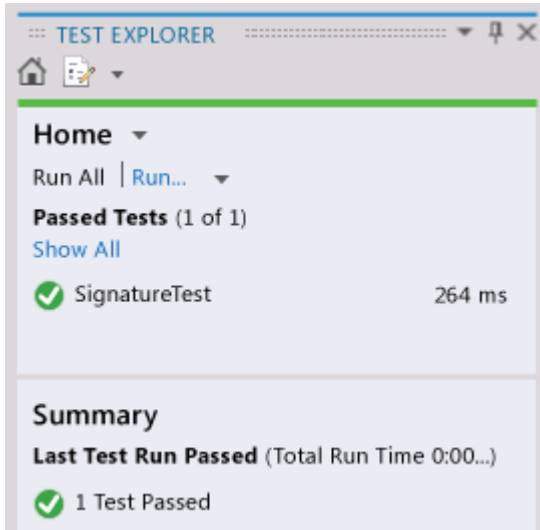 TEST EXPLORER
Home
Run All | Run...
Passed Tests (1 of 1)
Show All
SignatureTest 264 ms
Summary
Last Test Run Passed (Total Run Time 0:00...)
1 Test Passed